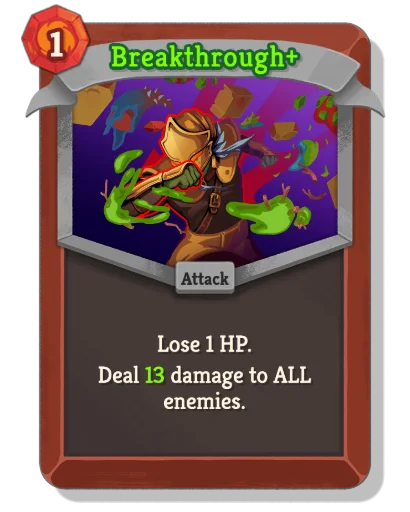 1
Breakthrough+
Attack
Lose 1 HP.
Deal 13 damage to ALL
enemies.